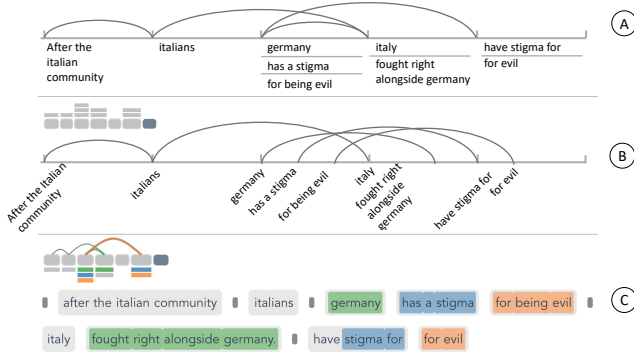 A
After the italian community
italians
germany
has a stigma
for being evil
italy
fought right alongside germany
have stigma for
for evil
B
After the Italian community
italians
germany
has a stigma
for being evil
italy
fought right alongside germany
have stigma for
for evil
C
after the italian community italians germany has a stigma for being evil
italy fought right alongside germany. have stigma for for evil